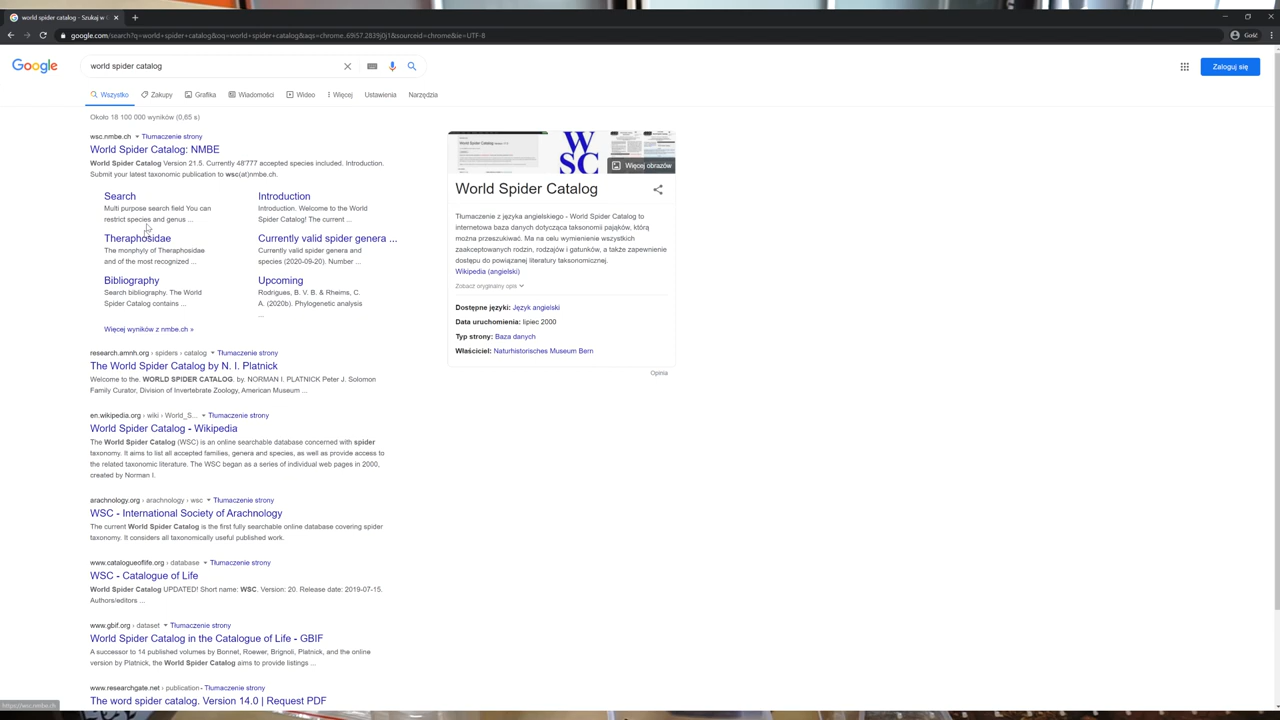 world spider catalog - Szukaj w
google.com/search?q=world+spider+catalog&oq=world+spider+catalog&aqs=chrome..69i57.2839j0j1&sourceid=chrome&ie=UTF-8
Gość
Google
world spider catalog
Zaloguj się
Wszystko Zakupy Grafika Wiadomości Wideo Więcej Ustawienia Narzędzia
Około 18 100 000 wyników (0,65 s)
wsc.nmbe.ch Tłumaczenie strony
World Spider Catalog: NMBE
World Spider Catalog Version 21.5. Currently 48'777 accepted species included. Introduction.
Submit your latest taxonomic publication to wsc(at)nmbe.ch.
Search
Multi purpose search field You can
restrict species and genus ...
Introduction
Introduction. Welcome to the World
Spider Catalog! The current ...
Theraphosidae
The monphyly of Theraphosidae
and of the most recognized ...
Currently valid spider genera ...
Currently valid spider genera and
species (2020-09-20). Number ...
Bibliography
Search bibliography. The World
Spider Catalog contains ...
Upcoming
Rodrigues, B. V. B. & Rheims, C.
A. (2020b). Phylogenetic analysis
...
Więcej wyników z nmbe.ch »
research.amnh.org › spiders › catalog Tłumaczenie strony
The World Spider Catalog by N. I. Platnick
Welcome to the. WORLD SPIDER CATALOG. by. NORMAN I. PLATNICK Peter J. Solomon
Family Curator, Division of Invertebrate Zoology, American Museum ...
en.wikipedia.org › wiki › World_S... Tłumaczenie strony
World Spider Catalog - Wikipedia
The World Spider Catalog (WSC) is an online searchable database concerned with spider
taxonomy. It aims to list all accepted families, genera and species, as well as provide access to
the related taxonomic literature. The WSC began as a series of individual web pages in 2000,
created by Norman I.
arachnology.org › arachnology › wsc Tłumaczenie strony
WSC - International Society of Arachnology
The current World Spider Catalog is the first fully searchable online database covering spider
taxonomy. It considers all taxonomically useful published work.
www.catalogueoflife.org › database Tłumaczenie strony
WSC - Catalogue of Life
World Spider Catalog UPDATED! Short name: WSC. Version: 20. Release date: 2019-07-15.
Authors/editors ...
www.gbif.org › dataset Tłumaczenie strony
World Spider Catalog in the Catalogue of Life - GBIF
A successor to 14 published volumes by Bonnet, Roewer, Brignoli, Platnick, and the online
version by Platnick, the World Spider Catalog aims to provide listings ...
www.researchgate.net › publication Tłumaczenie strony
The word spider catalog. Version 14.0 | Request PDF
https://wsc.nmbe.ch
W
SC
Więcej obrazów
World Spider Catalog
Tłumaczenie z języka angielskiego - World Spider Catalog to
internetowa baza danych dotycząca taksonomii pająków, którą
można przeszukiwać. Ma na celu wymienienie wszystkich
zaakceptowanych rodzin, rodzajów i gatunków, a także zapewnienie
dostępu do powiązanej literatury taksonomicznej.
Wikipedia (angielski)
Zobacz oryginalny opis
Dostępne języki: Język angielski
Data uruchomienia: lipiec 2000
Typ strony: Baza danych
Właściciel: Naturhistorisches Museum Bern
Opinia